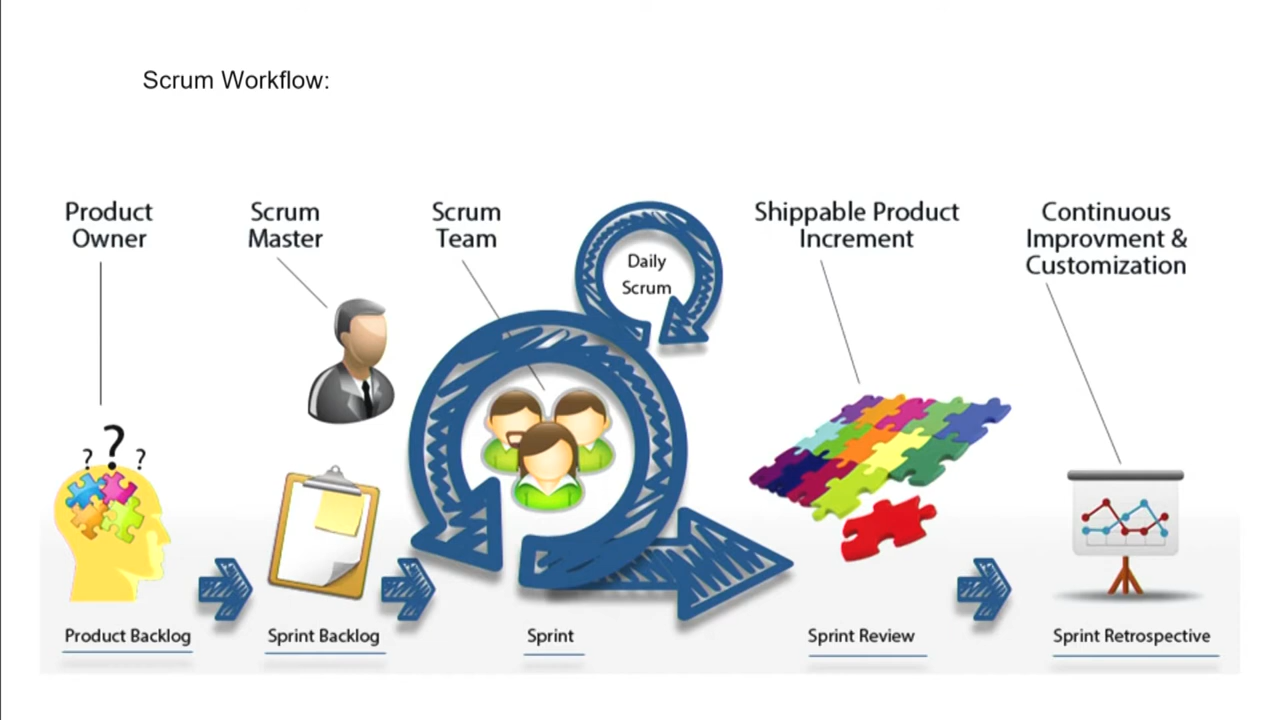 Scrum Workflow:
Product
Owner
Scrum
Master
Scrum
Team
Daily
Scrum
Shippable Product
Increment
Continuous
Improvment &
Customization
? ? ?
Product Backlog
Sprint Backlog
Sprint
Sprint Review
Sprint Retrospective